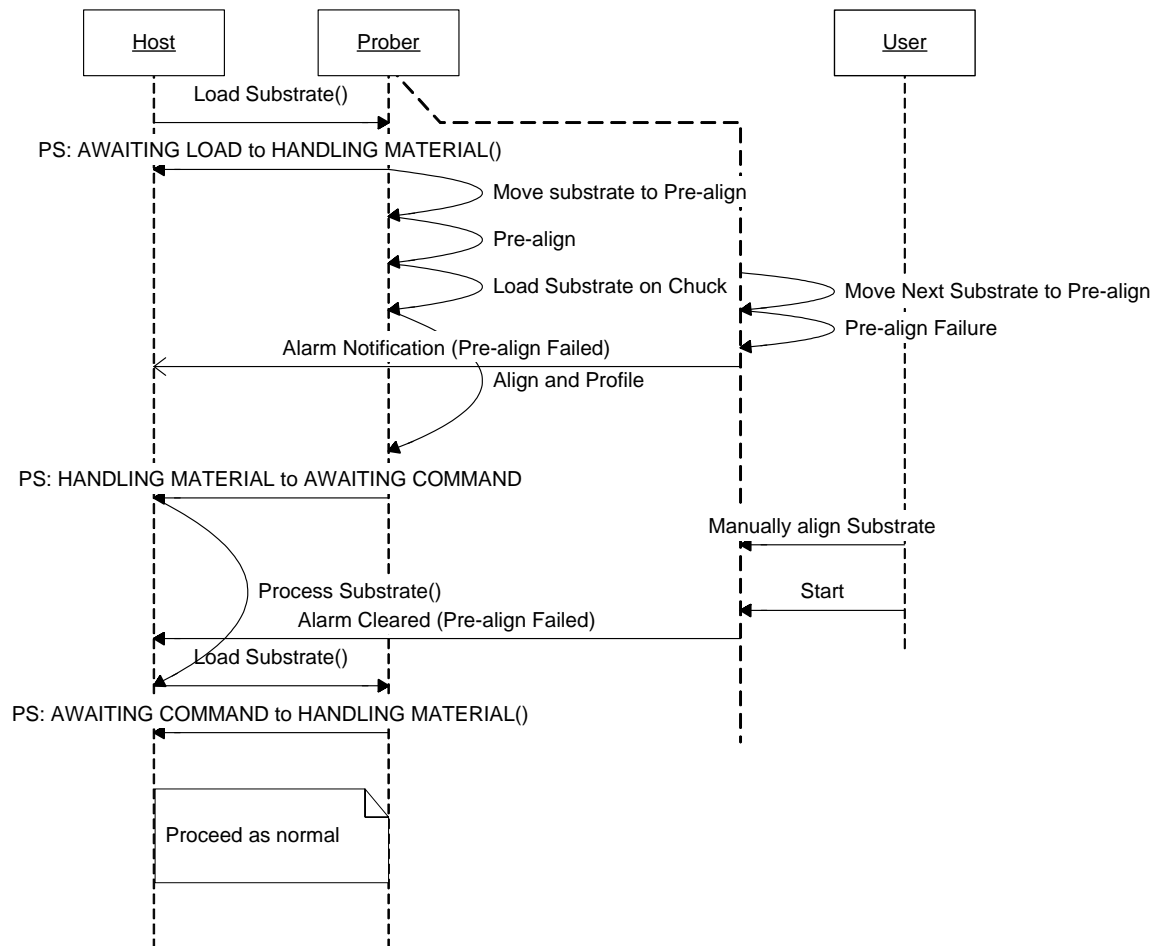 Host
Prober
User
Load Substrate()
PS: AWAITING LOAD to HANDLING MATERIAL()
Move substrate to Pre-align
Pre-align
Load Substrate on Chuck
Move Next Substrate to Pre-align
Pre-align Failure
Alarm Notification (Pre-align Failed)
Align and Profile
PS: HANDLING MATERIAL to AWAITING COMMAND
Manually align Substrate
Process Substrate()
Start
Alarm Cleared (Pre-align Failed)
Load Substrate()
PS: AWAITING COMMAND to HANDLING MATERIAL()
Proceed as normal